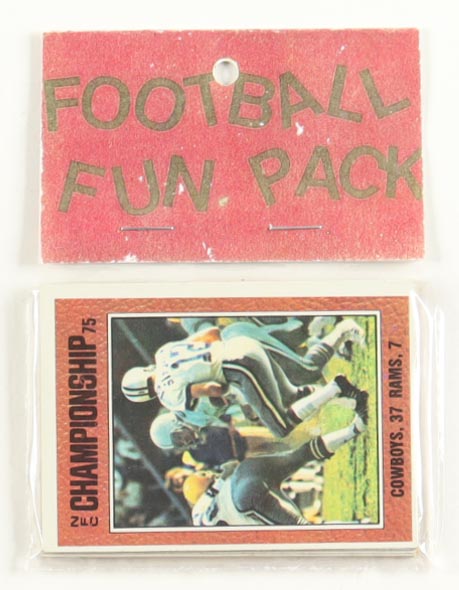 FOOTBALL
FUN PACK
NFC CHAMPIONSHIP 75
COWBOYS, 37 RAMS, 7